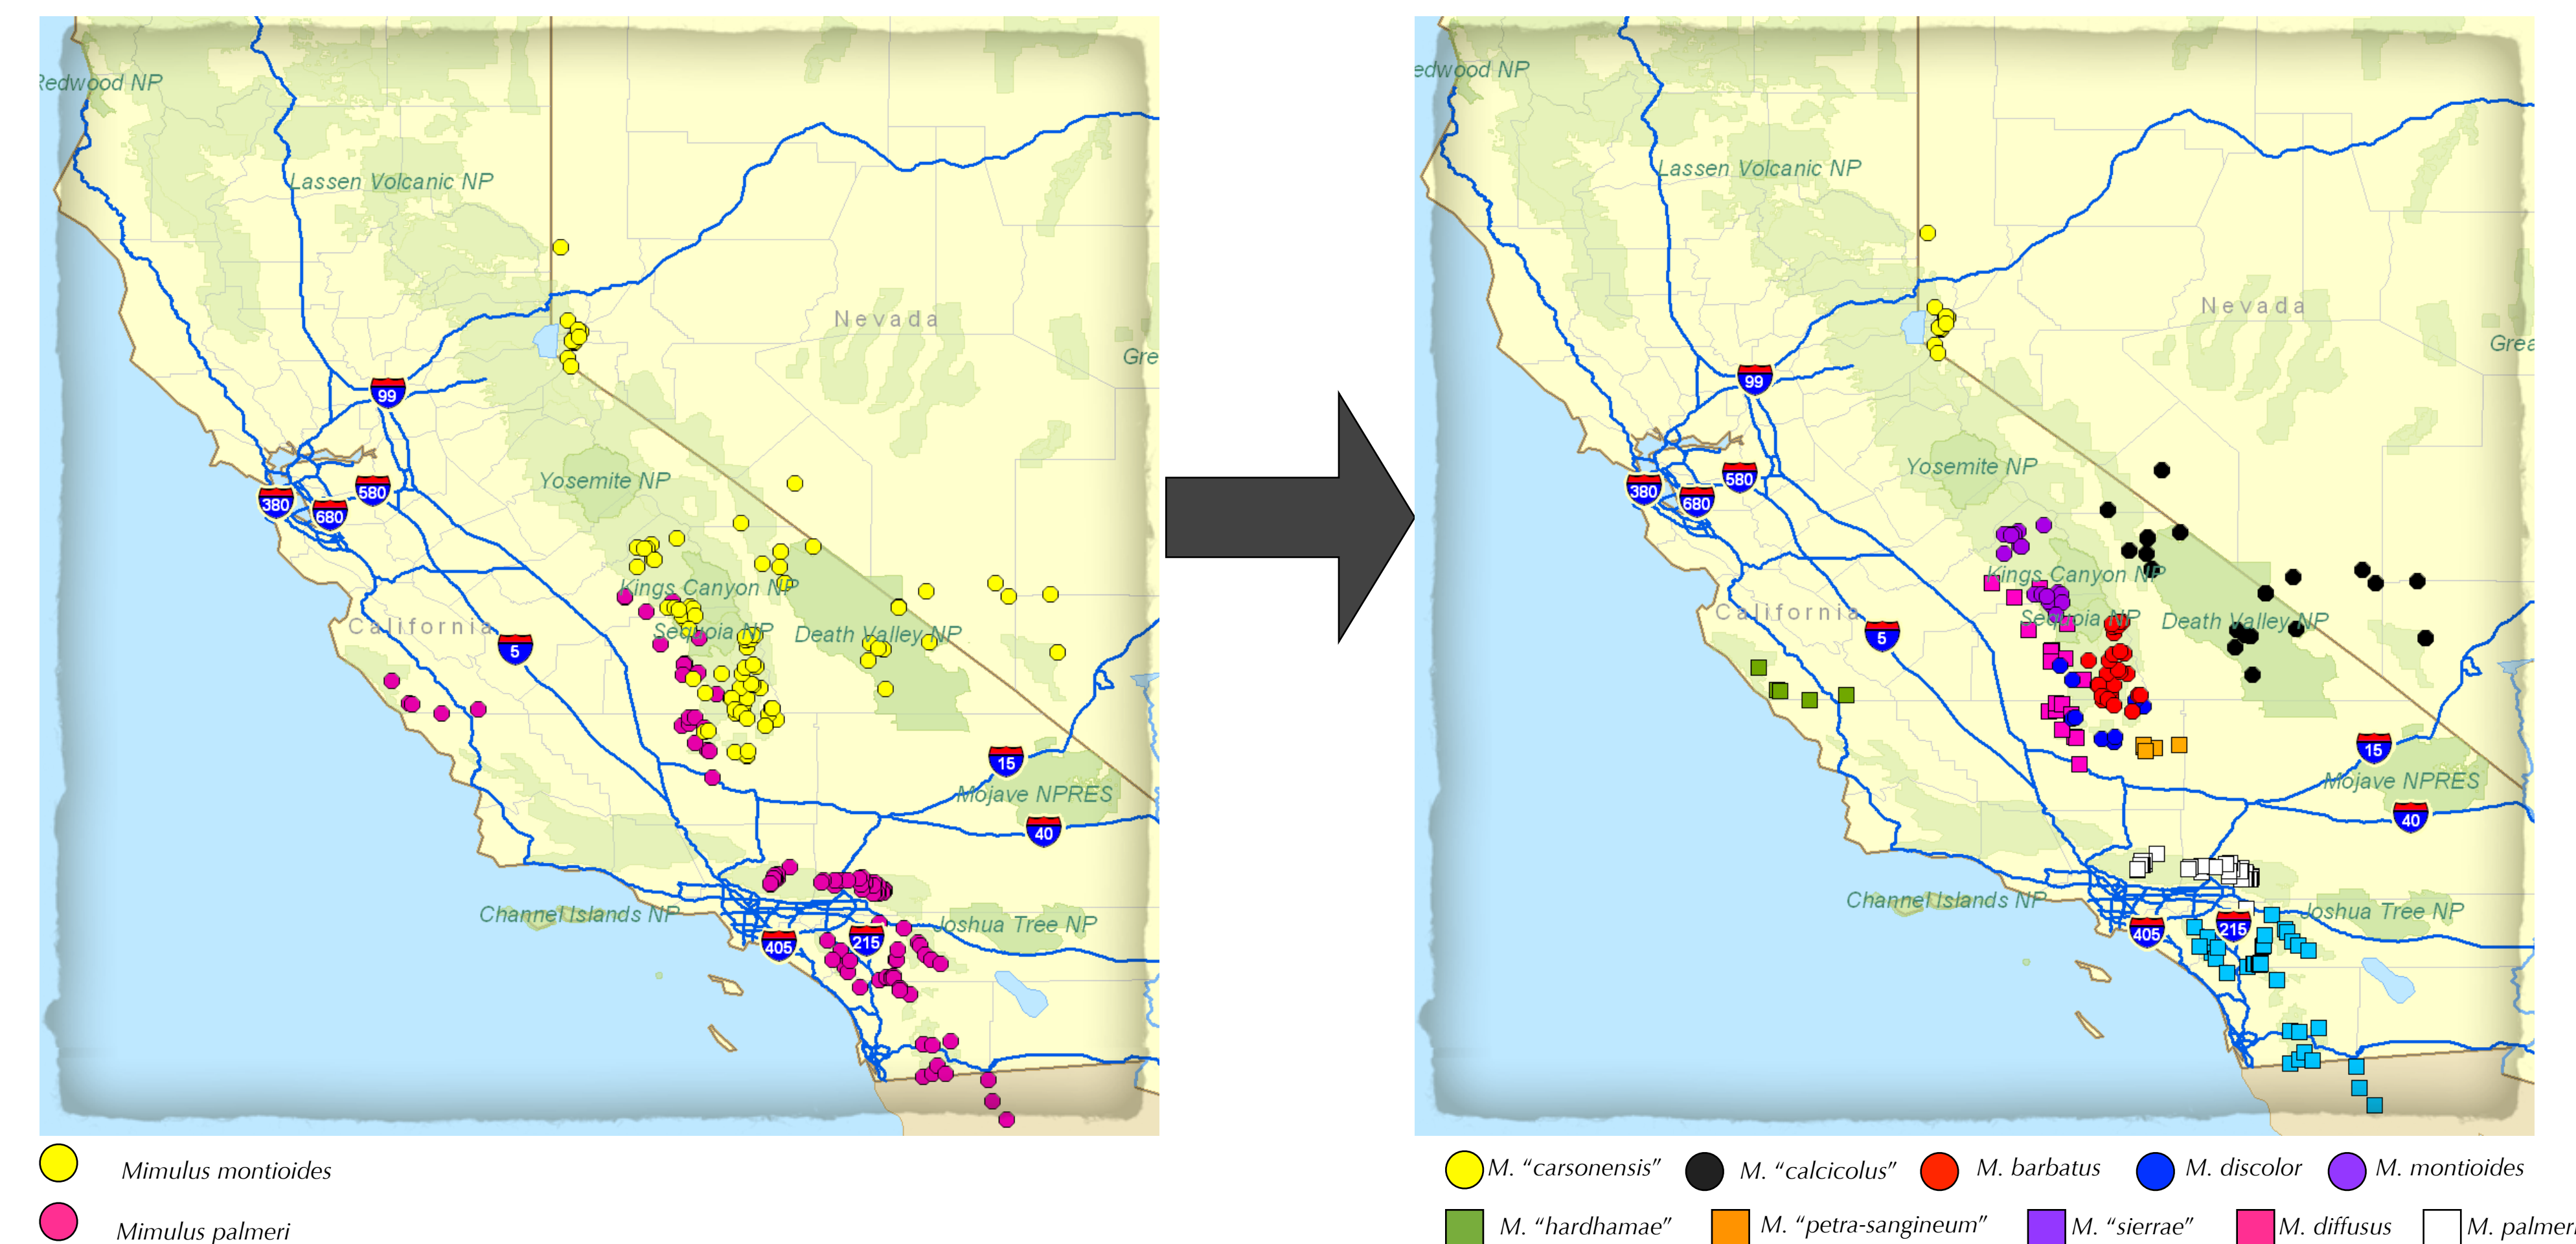 Redwood NP
Lassen Volcanic NP
Nevada
Gre
99
Yosemite NP
380
580
680
Kings Canyon NP
California
Sequoia NP
Death Valley NP
5
15
Mojave NPRES
40
Channel Islands NP
Joshua Tree NP
405
215
Mimulus montioides
Mimulus palmeri
edwood NP
Lassen Volcanic NP
Nevada
Grea
99
Yosemite NP
380
580
680
Kings Canyon NP
California
Sequoia NP
Death Valley NP
5
15
Mojave NPRES
40
Channel Islands NP
Joshua Tree NP
405
215
M. “carsonensis” M. “calcicolus” M. barbatus M. discolor M. montioides
M. “hardhamae” M. “petra-sangineum” M. “sierrae” M. diffusus M. palmeri